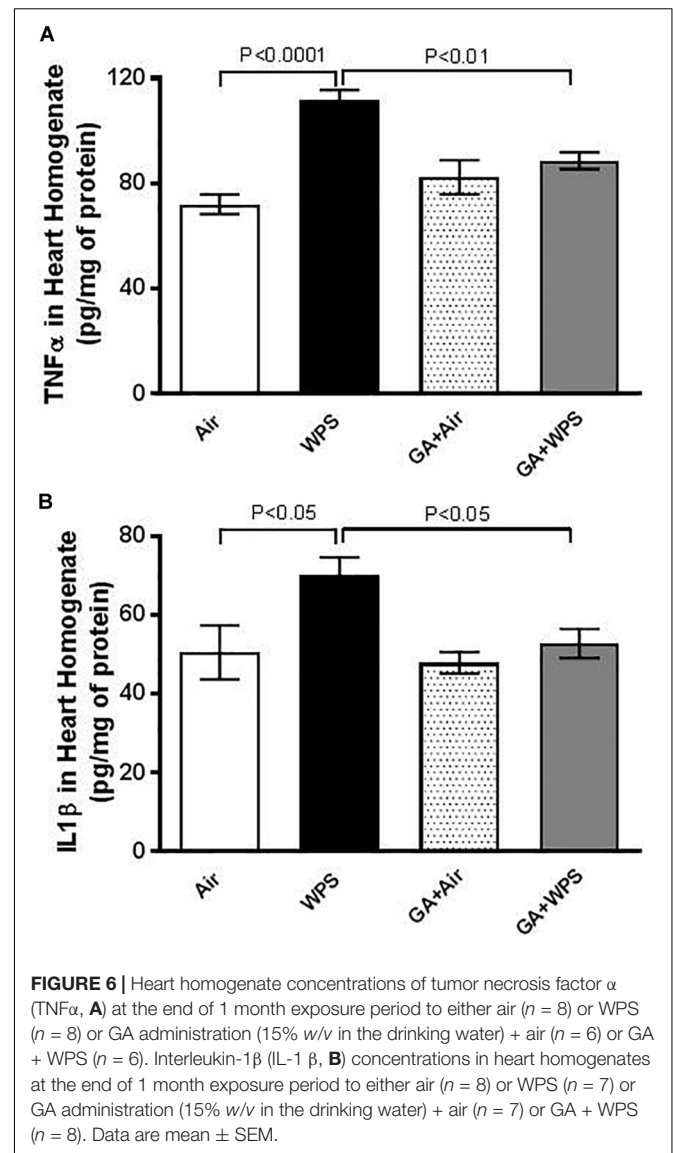 A
P<0.0001
P<0.01
TNFα in Heart Homogenate
(pg/mg of protein)
120
80
40
0
Air
WPS
GA+Air
GA+WPS
B
P<0.05
P<0.05
IL1β in Heart Homogenate
(pg/mg of protein)
80
60
40
20
0
Air
WPS
GA+Air
GA+WPS
FIGURE 6 | Heart homogenate concentrations of tumor necrosis factor α
(TNFα, A) at the end of 1 month exposure period to either air (n = 8) or WPS
(n = 8) or GA administration (15% w/v in the drinking water) + air (n = 6) or GA
+ WPS (n = 6). Interleukin-1β (IL-1 β, B) concentrations in heart homogenates
at the end of 1 month exposure period to either air (n = 8) or WPS (n = 7) or
GA administration (15% w/v in the drinking water) + air (n = 7) or GA + WPS
(n = 8). Data are mean ± SEM.